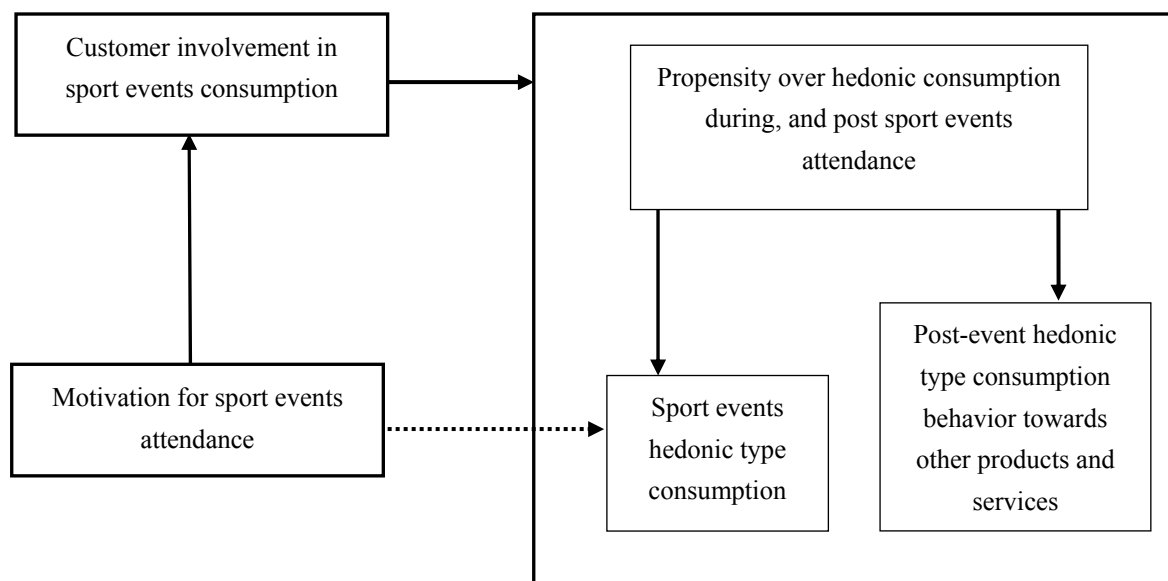 Customer involvement in
sport events consumption
Propensity over hedonic consumption
during, and post sport events
attendance
Motivation for sport events
attendance
Sport events
hedonic type
consumption
Post-event hedonic
type consumption
behavior towards
other products and
services